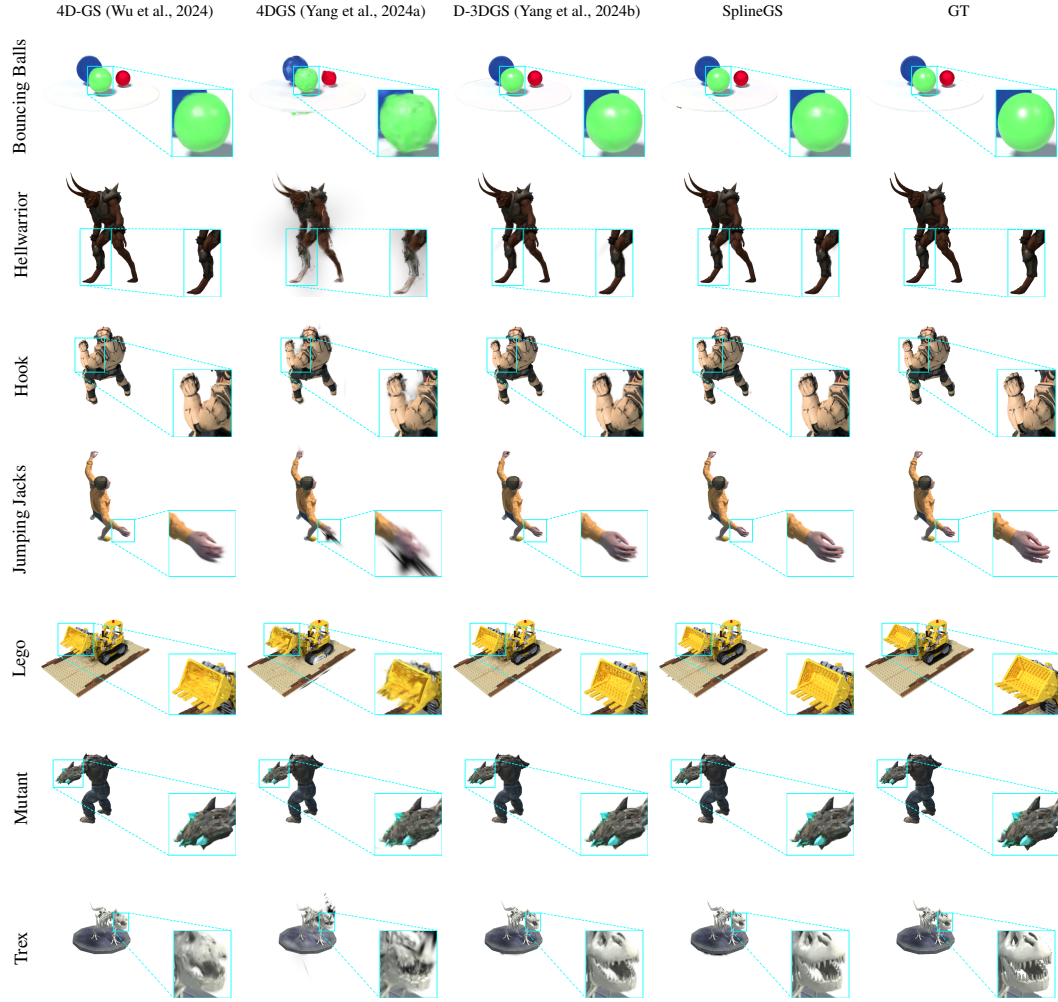 4D-GS (Wu et al., 2024) 4DGS (Yang et al., 2024a) D-3DGS (Yang et al., 2024b) SplineGS GT
Bouncing Balls
Hellwarrior
Hook
Jumping Jacks
Lego
Mutant
Trex